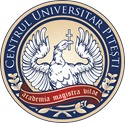 CENTRUL UNIVERSITAR PITEȘTI
Academia magistra vitae